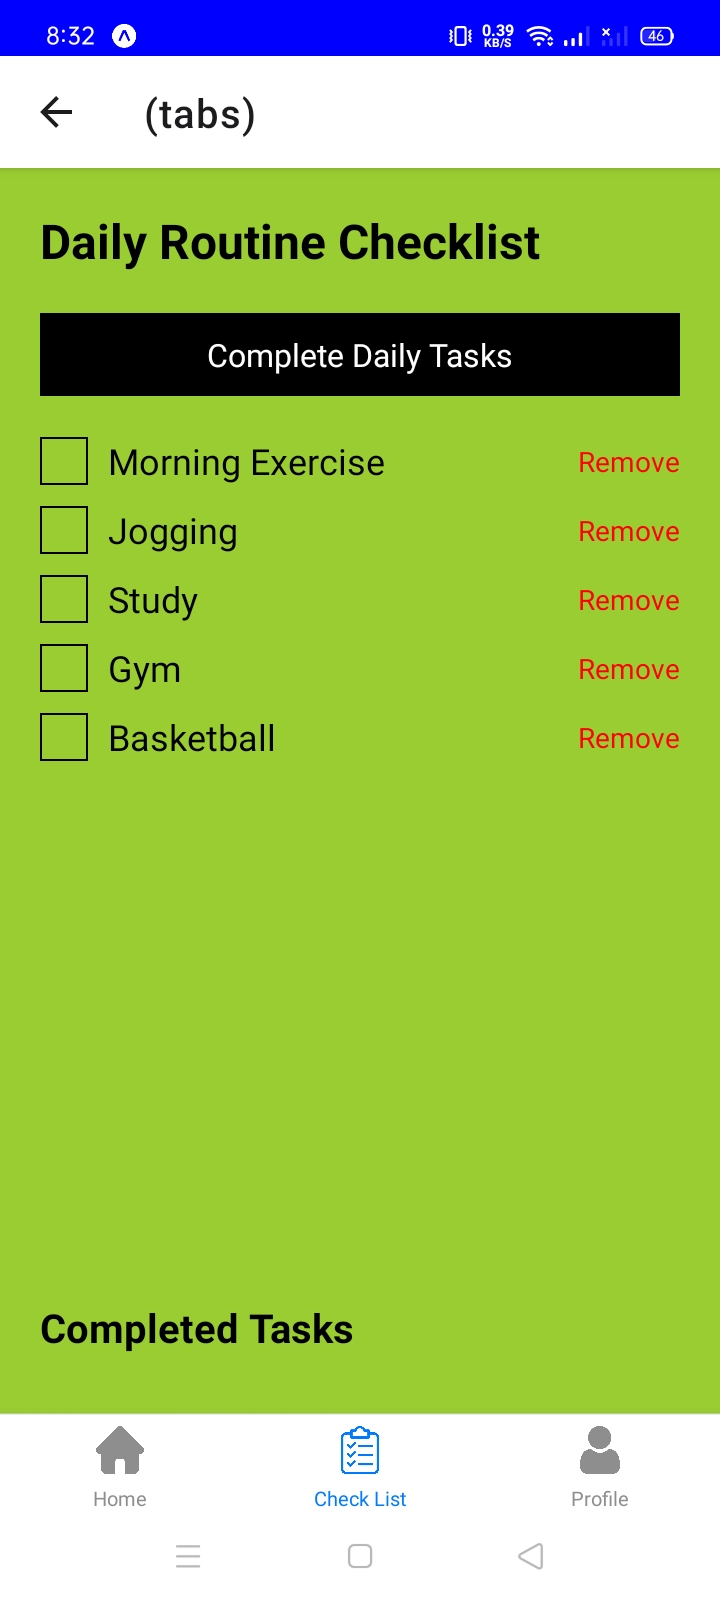 8:32
0.39
KB/S
46
(tabs)
Daily Routine Checklist
Complete Daily Tasks
Morning Exercise Remove
Jogging Remove
Study Remove
Gym Remove
Basketball Remove
Completed Tasks
Home Check List Profile